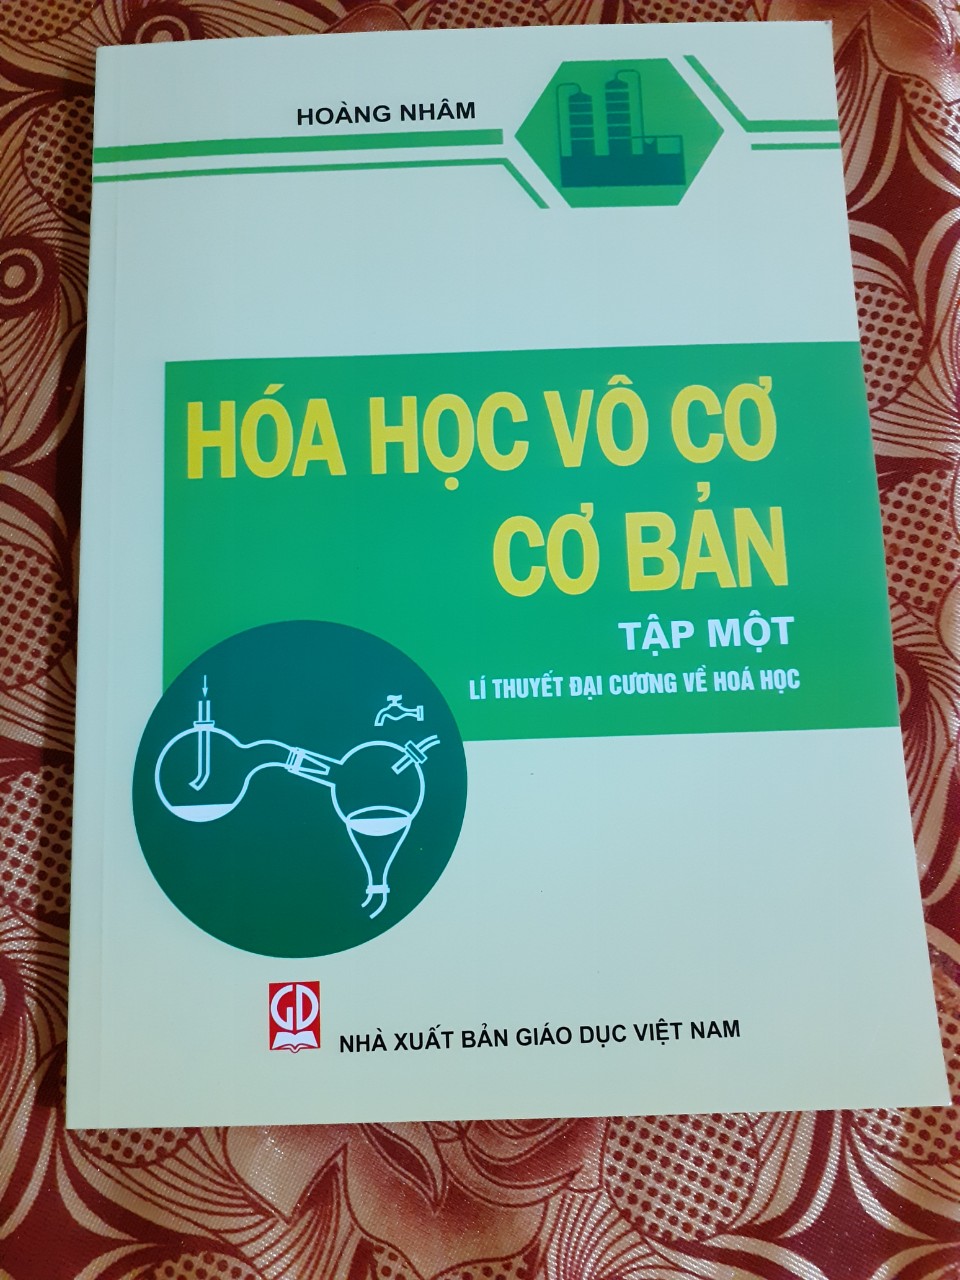 HOÀNG NHÂM
HÓA HỌC VÔ CƠ
CƠ BẢN
TẬP MỘT
LÍ THUYẾT ĐẠI CƯƠNG VỀ HOÁ HỌC
GD
NHÀ XUẤT BẢN GIÁO DỤC VIỆT NAM